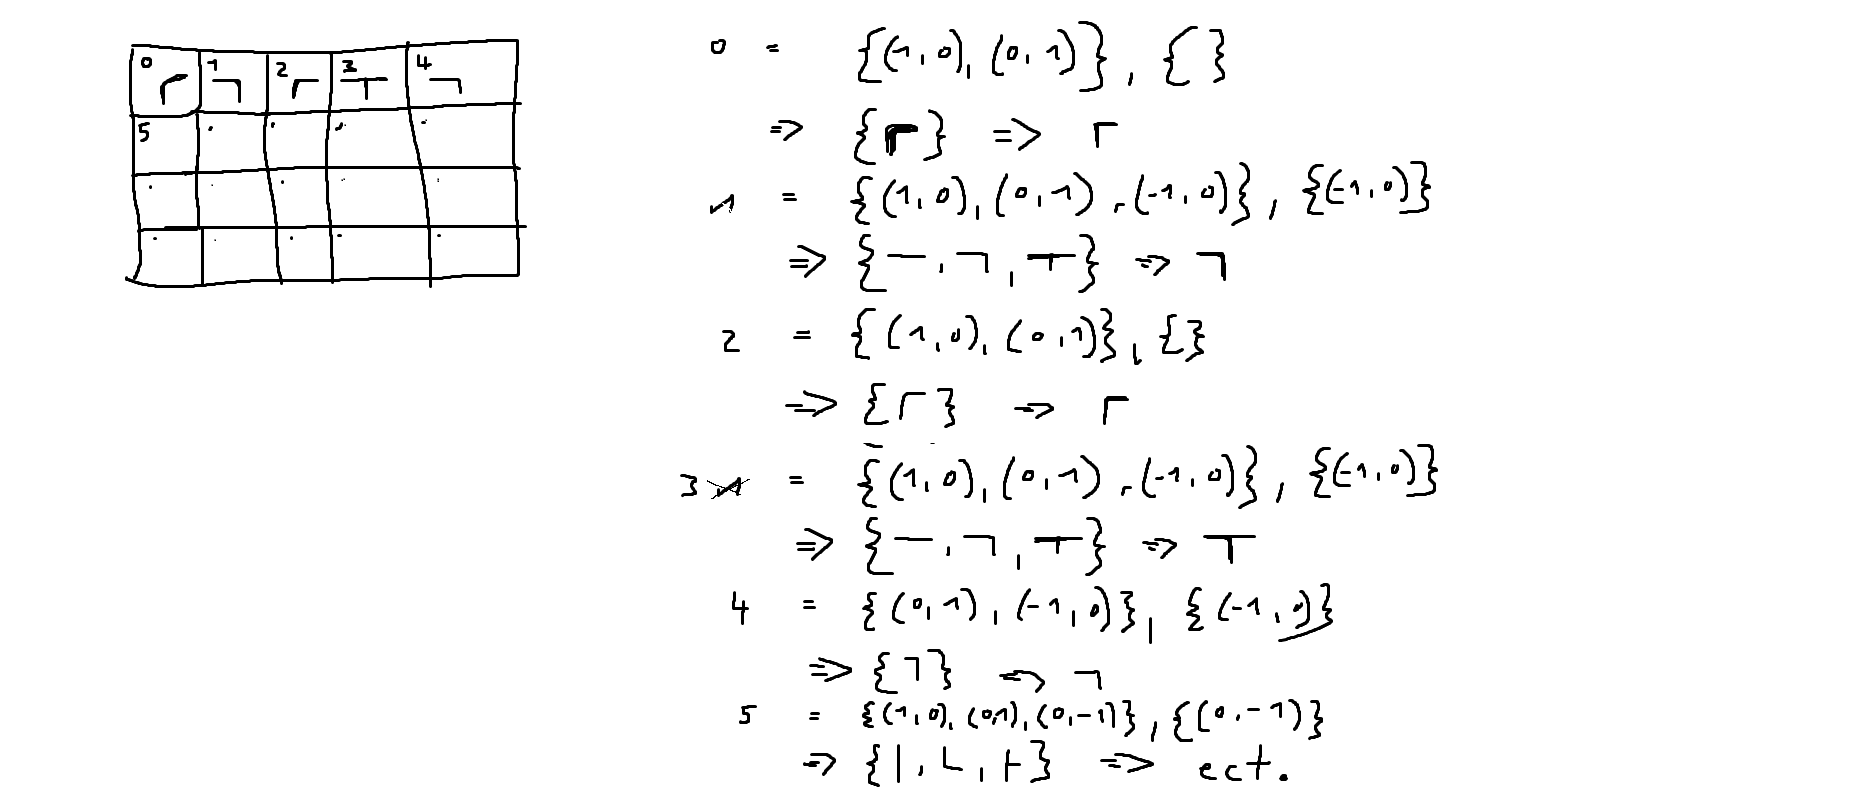 0 1 2 3 4
5
0 = {(1,0), (0,1)}, { }
=> {┌} => ┌
1 = {(1,0), (0,1), (-1,0)}, {(-1,0)}
=> {─, ┐, ┬} => ┐
2 = {(1,0), (0,1)}, {}
=> {┌} => ┌
3 = {(1,0), (0,1), (-1,0)}, {(-1,0)}
=> {─, ┐, ┬} => ┬
4 = {(0,1), (-1,0)}, {(-1,0)}
=> {┐} => ┐
5 = {(1,0), (0,1), (0,-1)}, {(0,-1)}
=> {|, └, ├} => ect.